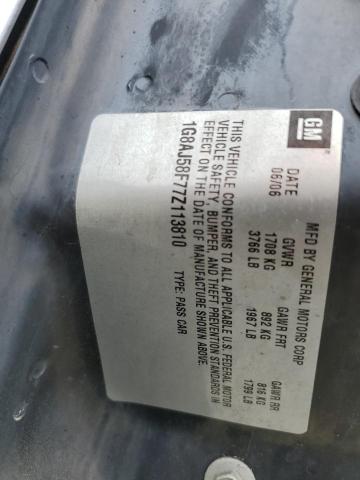 GM
MFD BY GENERAL MOTORS CORP
DATE GVWR GAWR FRT GAWR RR
06/06 1708 KG 892 KG 816 KG
3766 LB 1967 LB 1799 LB
THIS VEHICLE CONFORMS TO ALL APPLICABLE U.S. FEDERAL MOTOR
VEHICLE SAFETY, BUMPER, AND THEFT PREVENTION STANDARDS IN
EFFECT ON THE DATE OF MANUFACTURE SHOWN ABOVE.
1G8AJ58F77Z113810 TYPE: PASS CAR